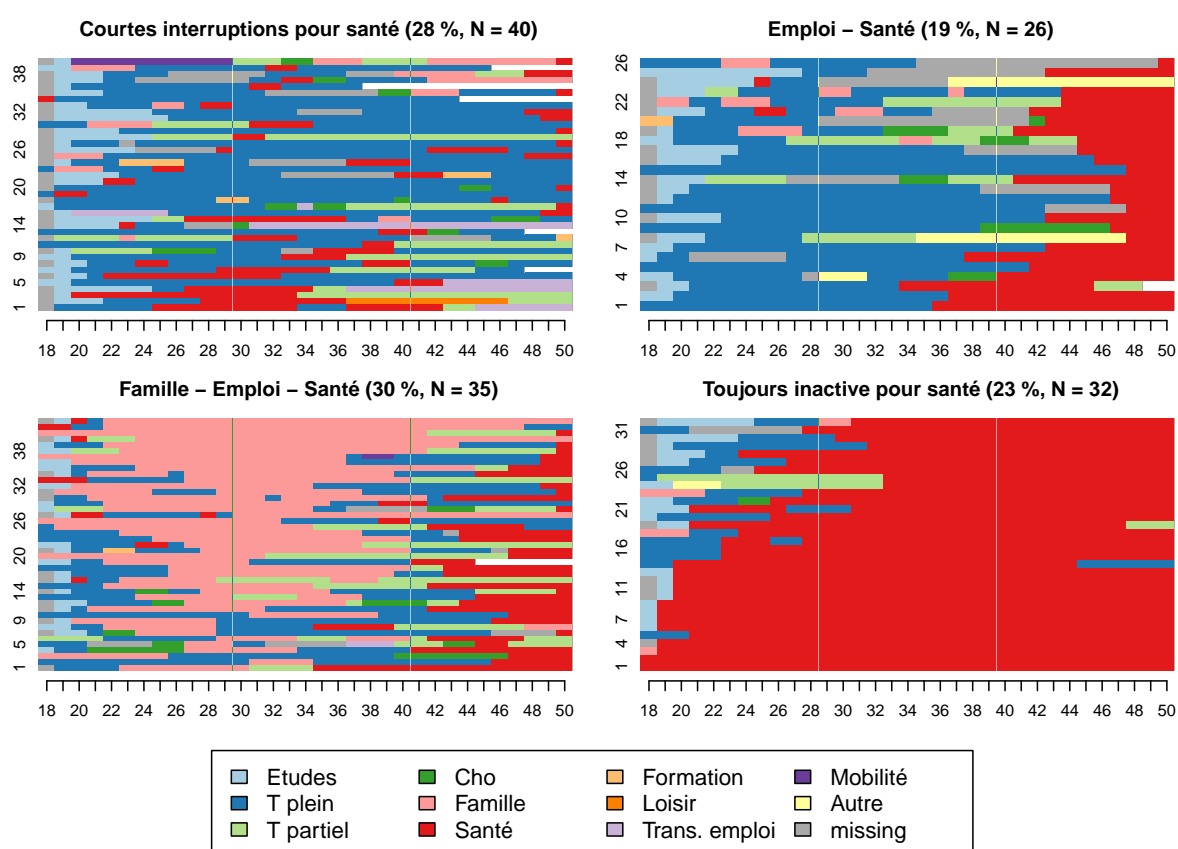 Courtes interruptions pour santé (28 %, N = 40)
1 5 9 14 20 26 32 38
18 20 22 24 26 28 30 32 34 36 38 40 42 44 46 48 50
Emploi − Santé (19 %, N = 26)
1 4 7 10 14 18 22 26
18 20 22 24 26 28 30 32 34 36 38 40 42 44 46 48 50
Famille − Emploi − Santé (30 %, N = 35)
1 5 9 14 20 26 32 38
18 20 22 24 26 28 30 32 34 36 38 40 42 44 46 48 50
Toujours inactive pour santé (23 %, N = 32)
1 4 7 11 16 21 26 31
18 20 22 24 26 28 30 32 34 36 38 40 42 44 46 48 50
Etudes Cho Formation Mobilité
T plein Famille Loisir Autre
T partiel Santé Trans. emploi missing